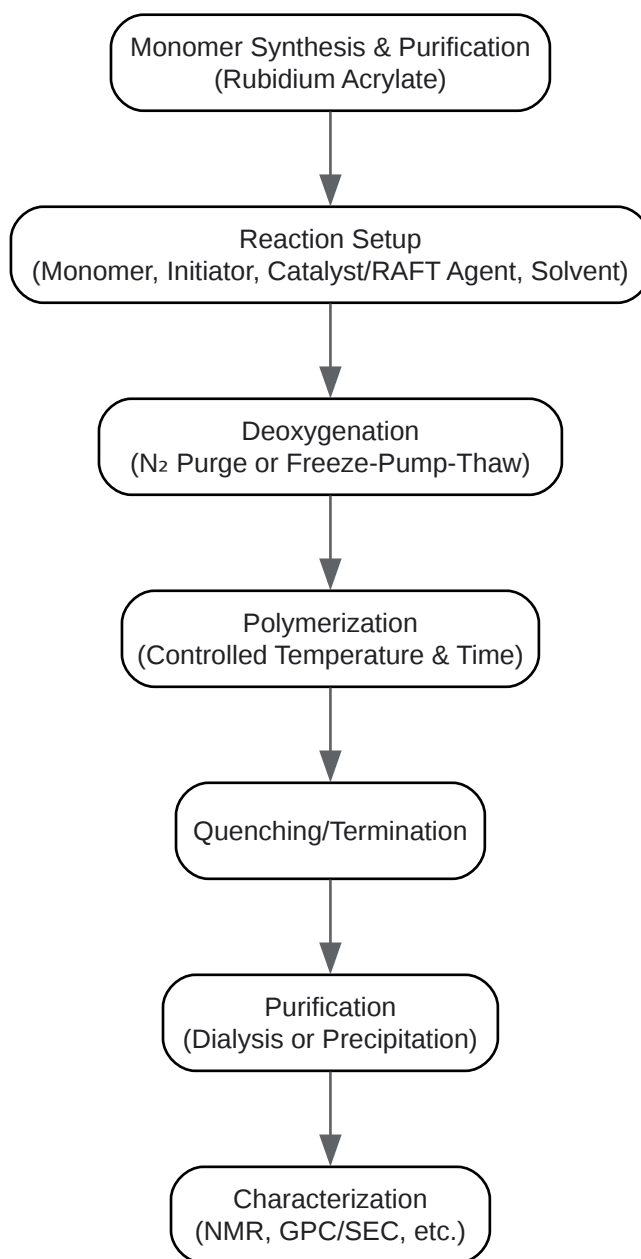 Monomer Synthesis & Purification
(Rubidium Acrylate)
Reaction Setup
(Monomer, Initiator, Catalyst/RAFT Agent, Solvent)
Deoxygenation
(N₂ Purge or Freeze-Pump-Thaw)
Polymerization
(Controlled Temperature & Time)
Quenching/Termination
Purification
(Dialysis or Precipitation)
Characterization
(NMR, GPC/SEC, etc.)